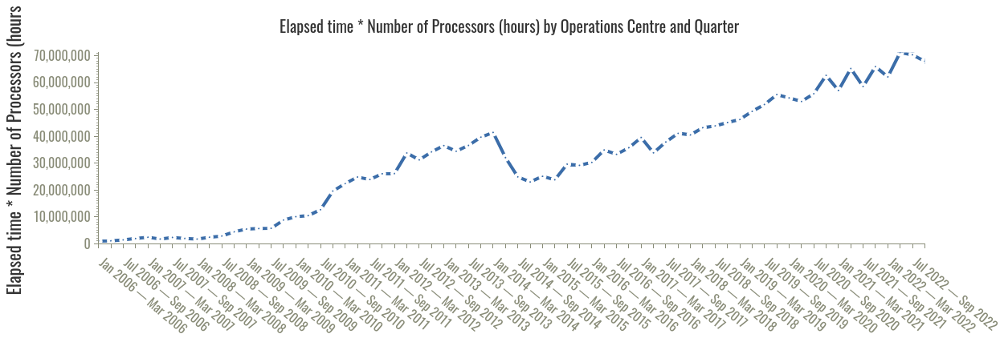 Elapsed time * Number of Processors (hours) by Operations Centre and Quarter
Elapsed time * Number of Processors (hours
70,000,000
60,000,000
50,000,000
40,000,000
30,000,000
20,000,000
10,000,000
0
Jan 2006 — Mar 2006
Jul 2006 — Sep 2006
Jan 2007 — Mar 2007
Jul 2007 — Sep 2007
Jan 2008 — Mar 2008
Jul 2008 — Sep 2008
Jan 2009 — Mar 2009
Jul 2009 — Sep 2009
Jan 2010 — Mar 2010
Jul 2010 — Sep 2010
Jan 2011 — Mar 2011
Jul 2011 — Sep 2011
Jan 2012 — Mar 2012
Jul 2012 — Sep 2012
Jan 2013 — Mar 2013
Jul 2013 — Sep 2013
Jan 2014 — Mar 2014
Jul 2014 — Sep 2014
Jan 2015 — Mar 2015
Jul 2015 — Sep 2015
Jan 2016 — Mar 2016
Jul 2016 — Sep 2016
Jan 2017 — Mar 2017
Jul 2017 — Sep 2017
Jan 2018 — Mar 2018
Jul 2018 — Sep 2018
Jan 2019 — Mar 2019
Jul 2019 — Sep 2019
Jan 2020 — Mar 2020
Jul 2020 — Sep 2020
Jan 2021 — Mar 2021
Jul 2021 — Sep 2021
Jan 2022 — Mar 2022
Jul 2022 — Sep 2022